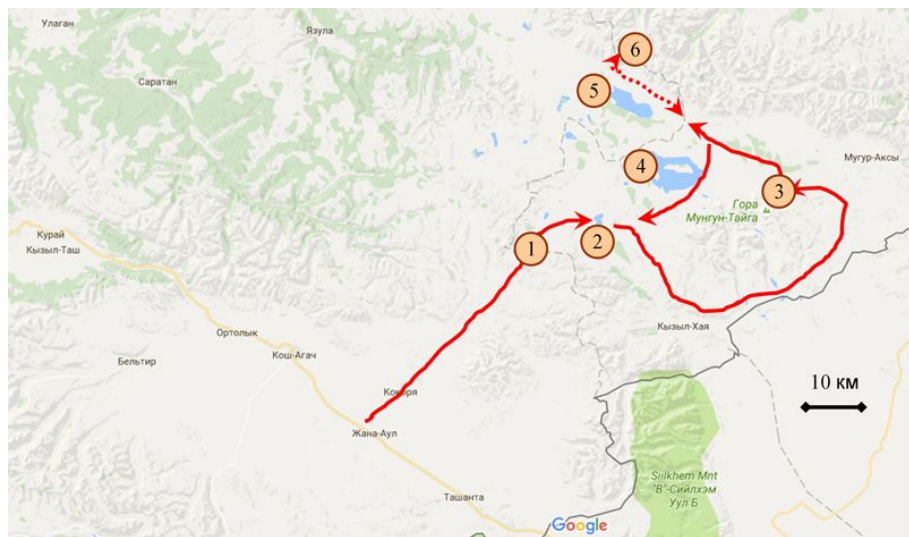 Улаган
Язула
6
Саратан
5
Мугур-Аксы
4
3
Гора
Мунгун-Тайга
Курай
Кызыл-Таш
1
2
Кызыл-Хая
Ортолык
Кош-Агач
Бельтир
10 км
Кокоря
Жана-Аул
Siilkhem Mnt
"B"-Сийлхэм
Уул Б
Ташанта
Google